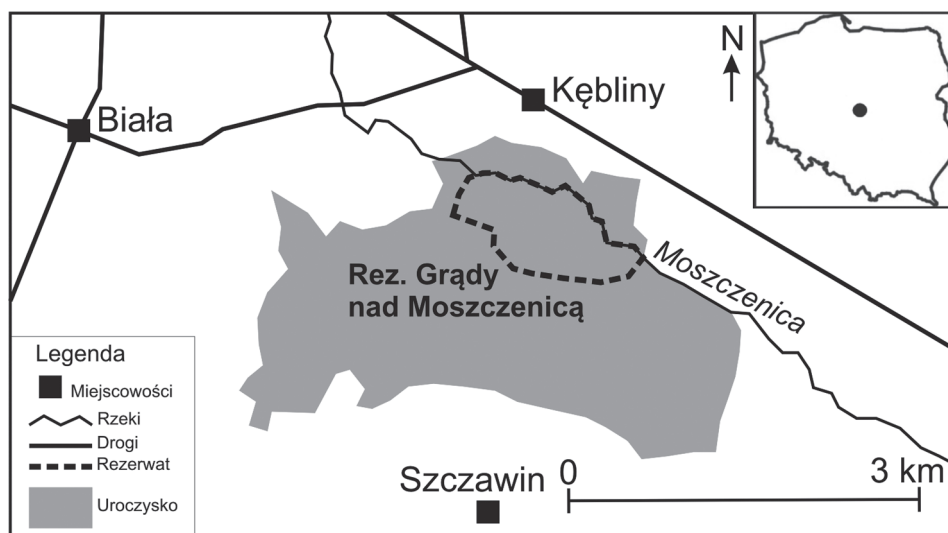 N
Kębliny
Biała
Moszczenica
Rez. Grądy
nad Moszczenicą
Legenda
Miejscowości
Rzeki
Drogi
Rezerwat
Uroczysko
Szczawin
0
3 km